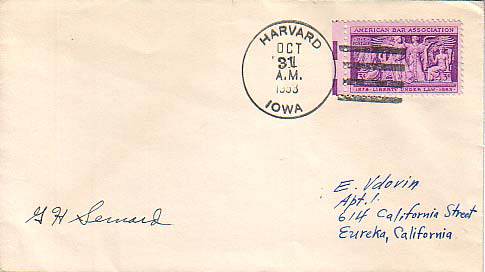 HARVARD
OCT
31
A.M.
1953
IOWA
AMERICAN BAR ASSOCIATION
1878-LIBERTY UNDER LAW-1953
G H
E. Vdovin
Apt. 1.
614 California Street
Eureka, California